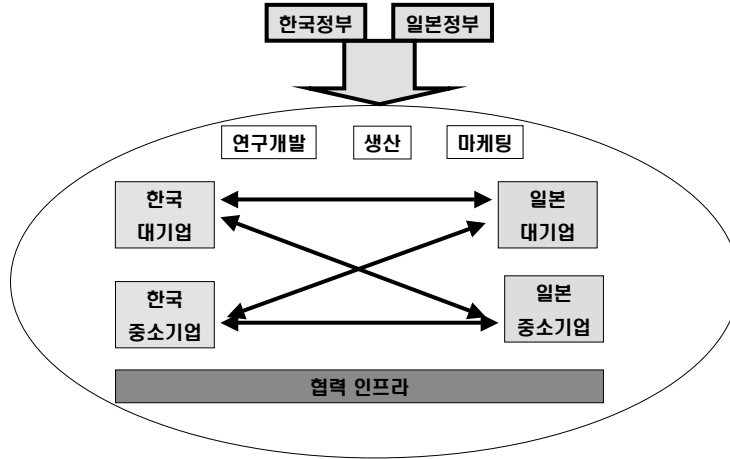 한국정부 일본정부
연구개발 생산 마케팅
한국 일본
대기업 대기업
한국 일본
중소기업 중소기업
협력 인프라